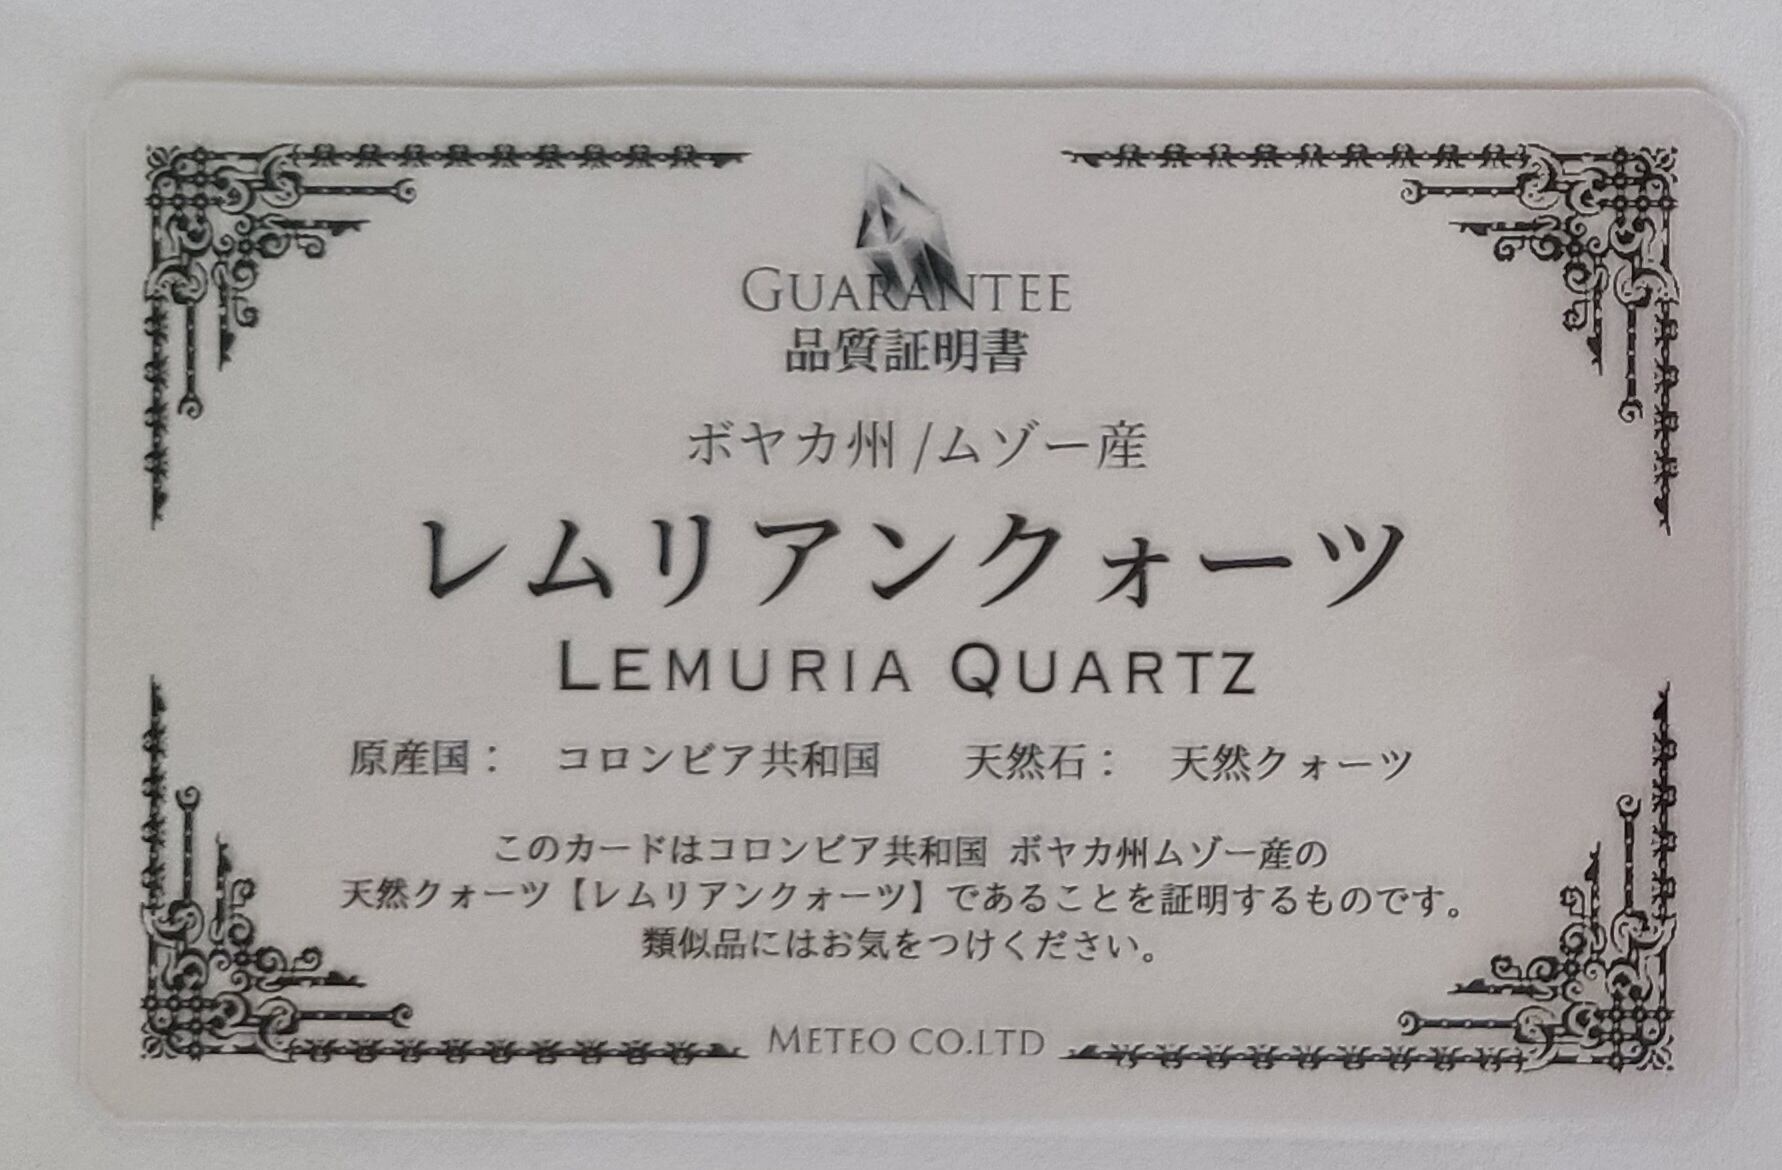 GUARANTEE
品質証明書
ボヤカ州/ムゾー産
レムリアンクォーツ
LEMURIA QUARTZ
原産国： コロンビア共和国 天然石： 天然クォーツ
このカードはコロンビア共和国 ボヤカ州ムゾー産の
天然クォーツ【レムリアンクォーツ】であることを証明するものです。
類似品にはお気をつけください。
METEO CO.LTD